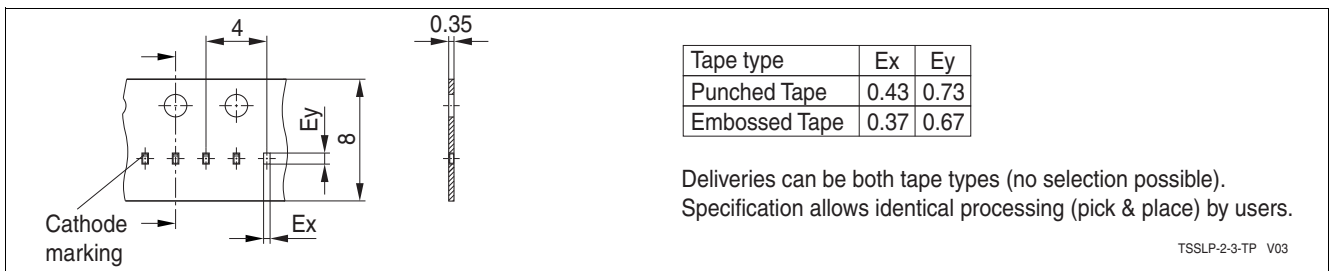 4
0.35
Ey
8
Cathode
marking
Ex
Tape type Ex Ey
Punched Tape 0.43 0.73
Embossed Tape 0.37 0.67
Deliveries can be both tape types (no selection possible).
Specification allows identical processing (pick & place) by users.
TSSLP-2-3-TP V03